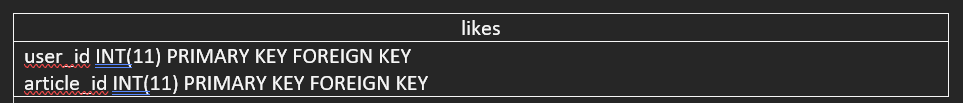 likes
user_id INT(11) PRIMARY KEY FOREIGN KEY
article_id INT(11) PRIMARY KEY FOREIGN KEY